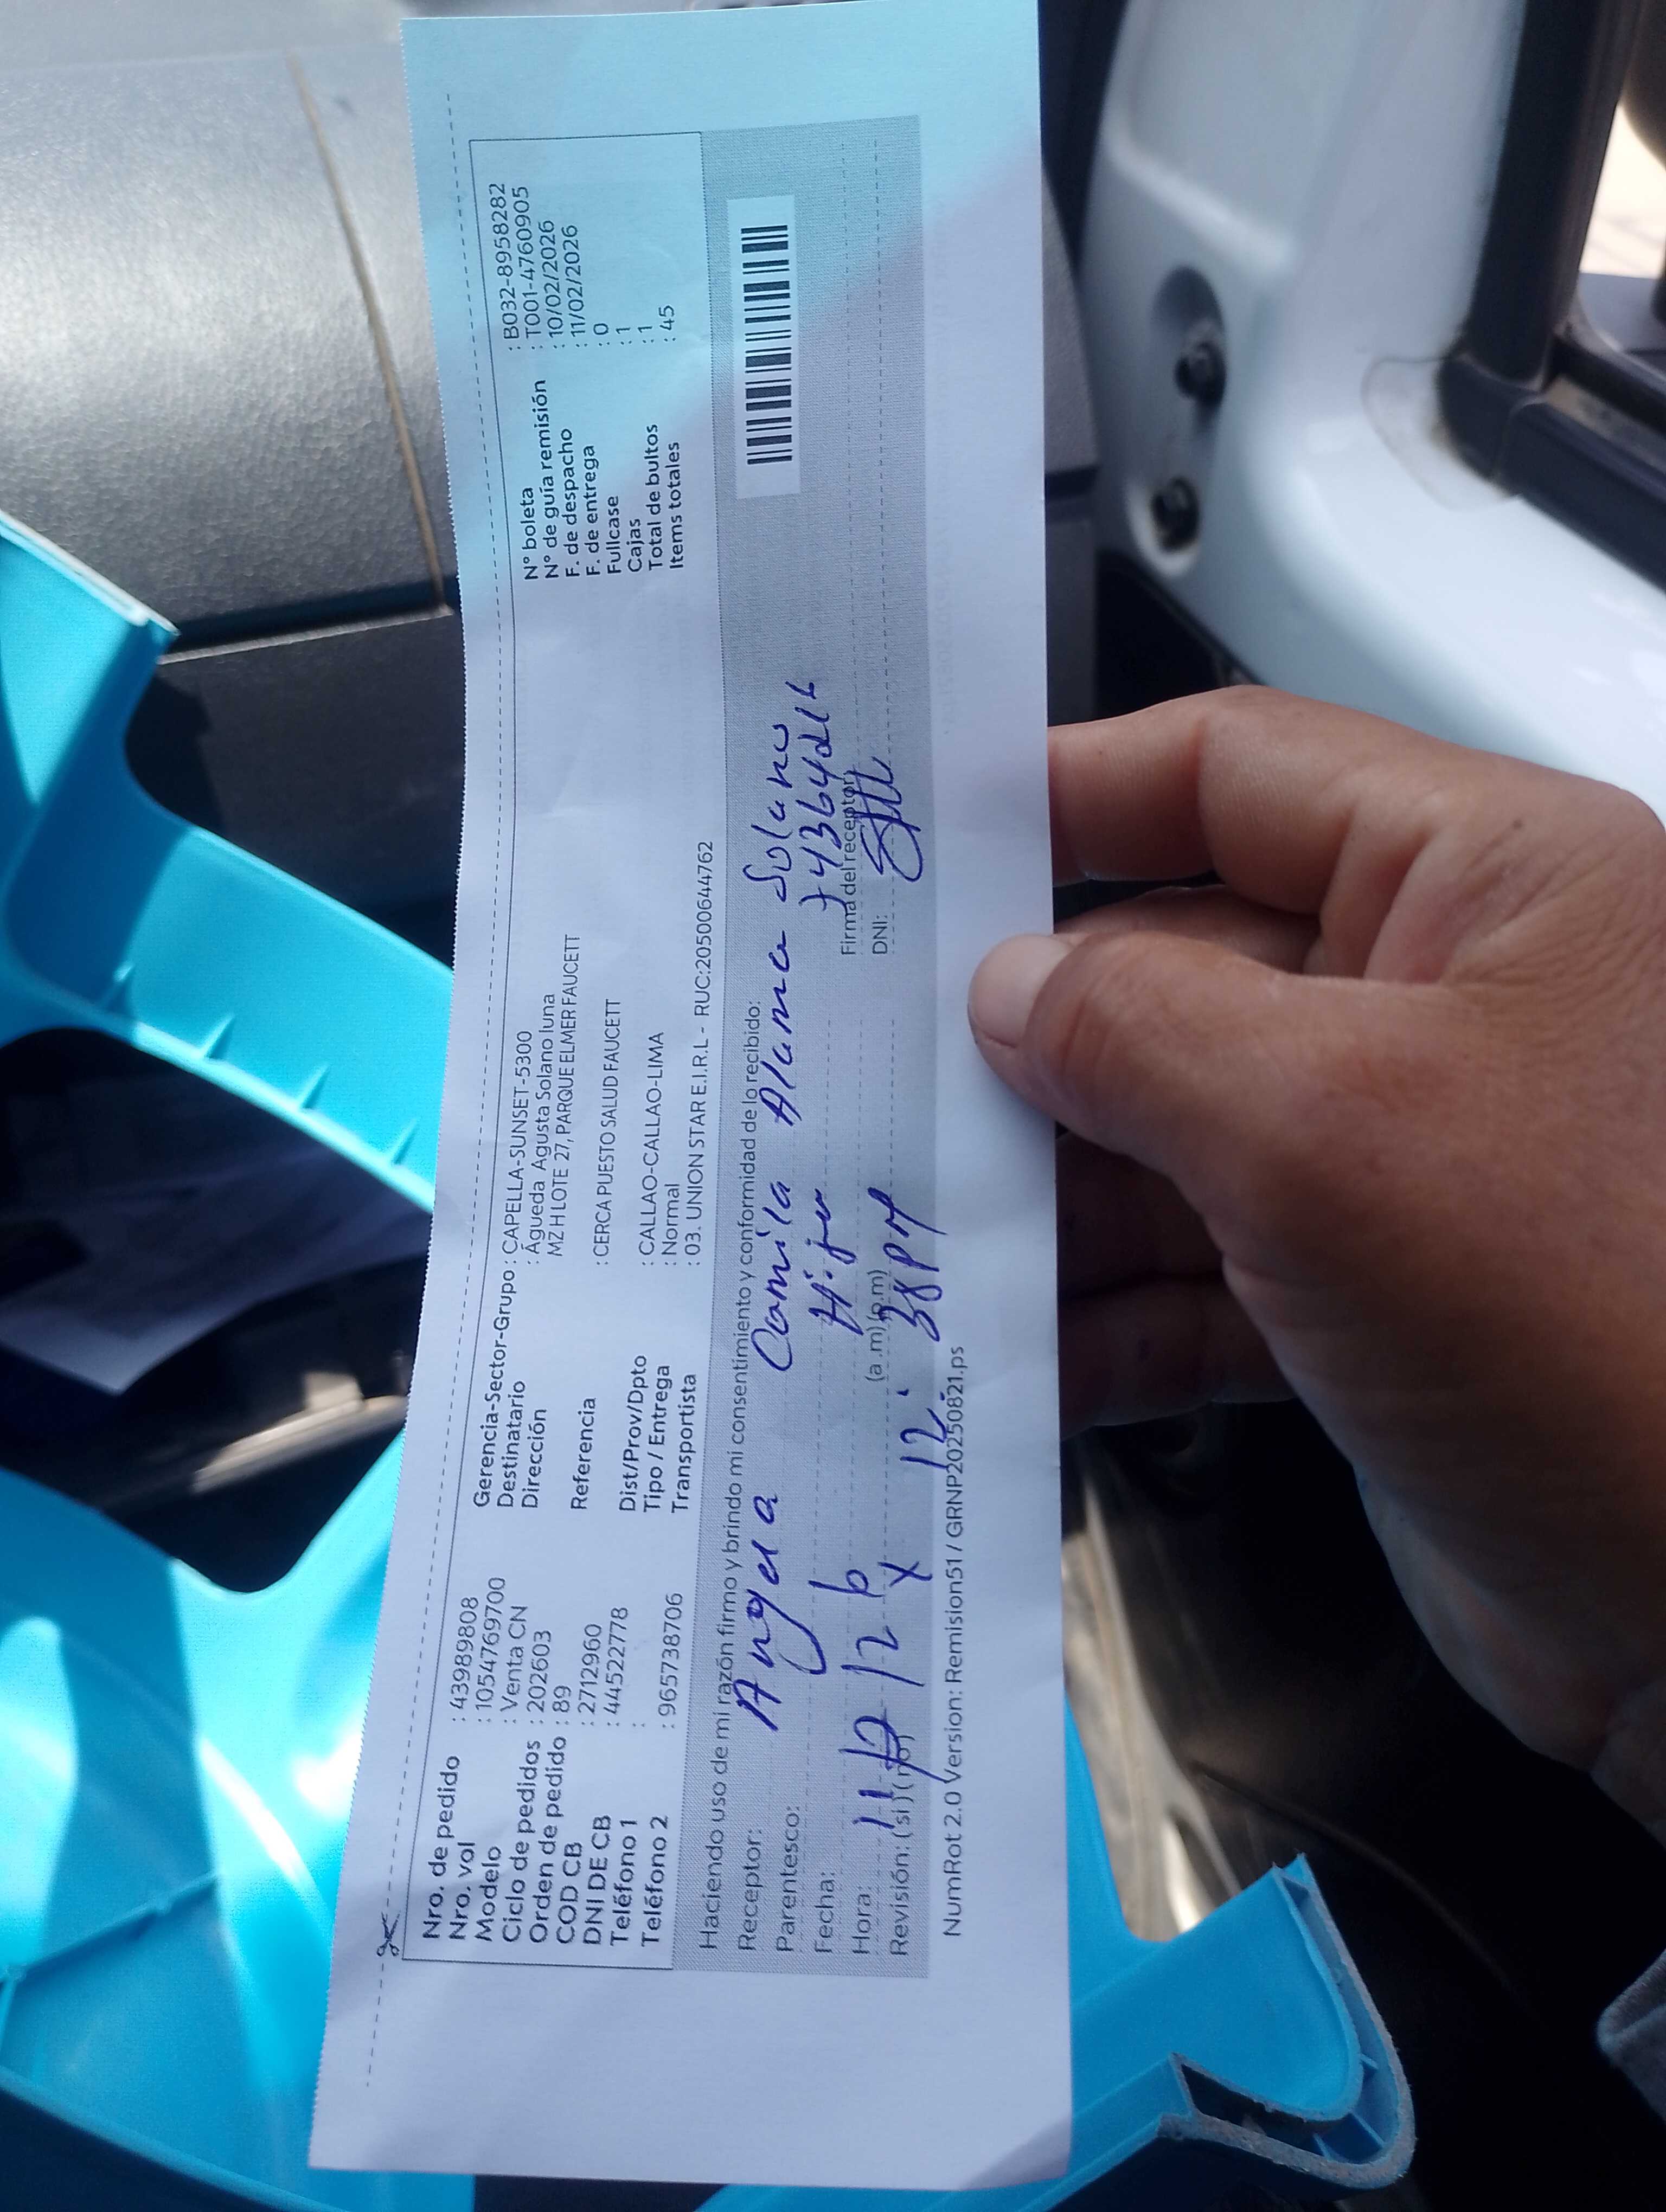 Nro. de pedido : 43989808
Nro. vol : 1054769700
Modelo : Venta CN
Ciclo de pedidos : 202603
Orden de pedido : 89
COD CB : 2712960
DNI DE CB : 44522778
Teléfono 1 :
Teléfono 2 : 965738706
Gerencia-Sector-Grupo : CAPELLA-SUNSET-5300
Destinatario : Águeda Agusta Solano luna
Dirección MZ H LOTE 27, PARQUE ELMER FAUCETT
Referencia : CERCA PUESTO SALUD FAUCETT
Dist/Prov/Dpto : CALLAO-CALLAO-LIMA
Tipo / Entrega : Normal
Transportista : 03. UNION STAR E.I.R.L - RUC:20500644762
N° boleta : B032-8958282
N° de guía remisión : T001-4760905
F. de despacho : 10/02/2026
F. de entrega : 11/02/2026
Fullcase : 0
Cajas : 1
Total de bultos : 1
Items totales : 45
Haciendo uso de mi razón firmo y brindo mi consentimiento y conformidad de lo recibido:
Receptor: Angela Camila Alama Solano
Parentesco: Hija
Fecha:
Hora: 12:38 PM (a.m) (p.m)
Revisión: (si) (no) X
Firma del receptor
DNI:
NumRot 2.0 Version: Remision51 / GRNP20250821.ps